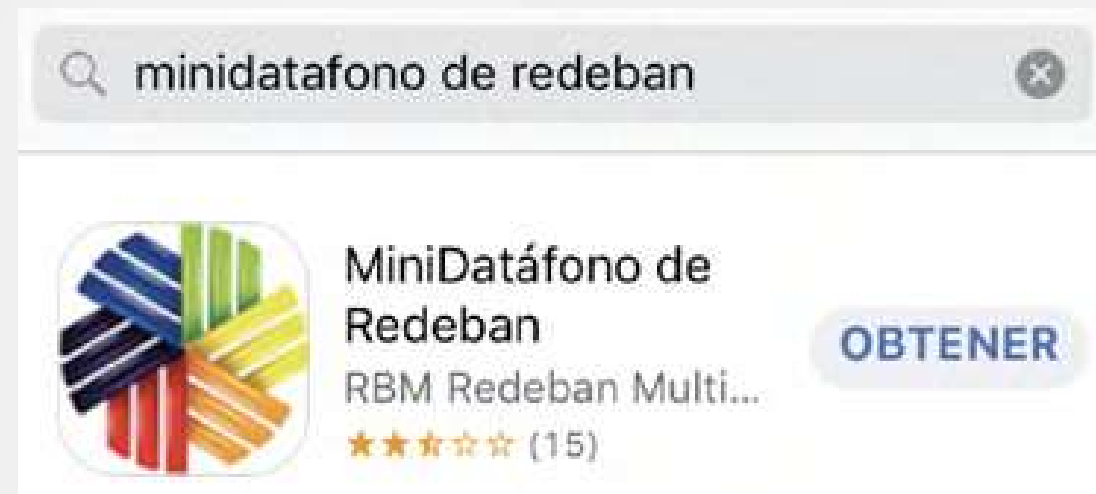 minidatafono de redeban
MiniDatáfono de
Redeban
OBTENER
RBM Redeban Multi...
(15)